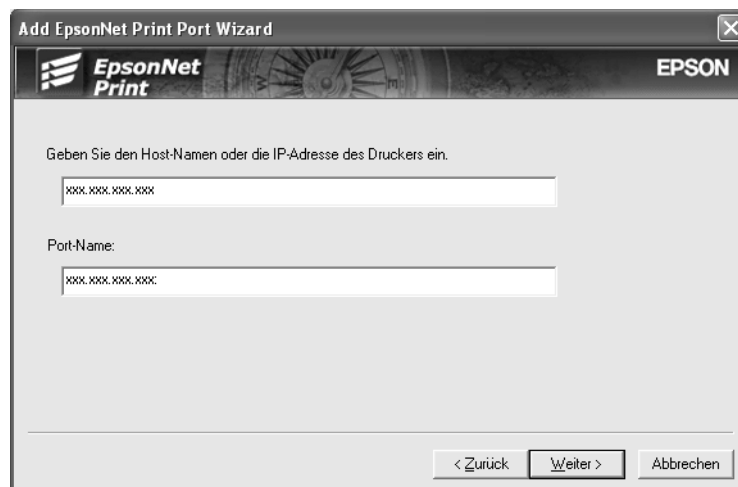 Add EpsonNet Print Port Wizard
EpsonNet
Print
EPSON
Geben Sie den Host-Namen oder die IP-Adresse des Druckers ein.
xxx.xxx.xxx.xxx
Port-Name:
xxx.xxx.xxx.xxx:
< Zurück
Weiter >
Abbrechen